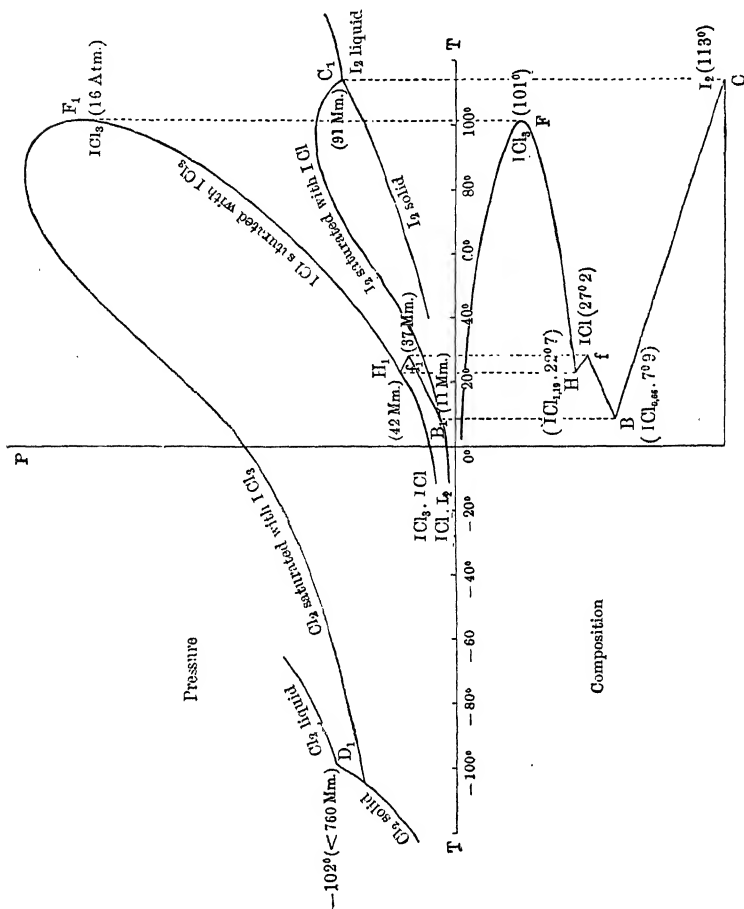 P
Pressure
F₁
ICl₃ (16 Atm.)
ICl saturated with ICl₃
Cl₂ saturated with ICl₃
Cl₂ liquid
D₁
−102° (< 760 Mm.)
Cl₂ solid
C₁
I₂ liquid
(91 Mm.)
I₂ saturated with ICl
I₂ solid
H₁
(42 Mm.)
f₁
(37 Mm.)
B₁ (11 Mm.)
ICl₃ . ICl
ICl . I₂
T
−100°
−80°
−60
−40°
−20°
0°
20°
40°
60°
80°
100°
T
Composition
ICl₃ (101°)
F
H
(ICl₁,₁₉ . 22°7)
ICl (27°2)
f
B
(ICl₀,₆₆ . 7°9)
I₂ (113°)
C